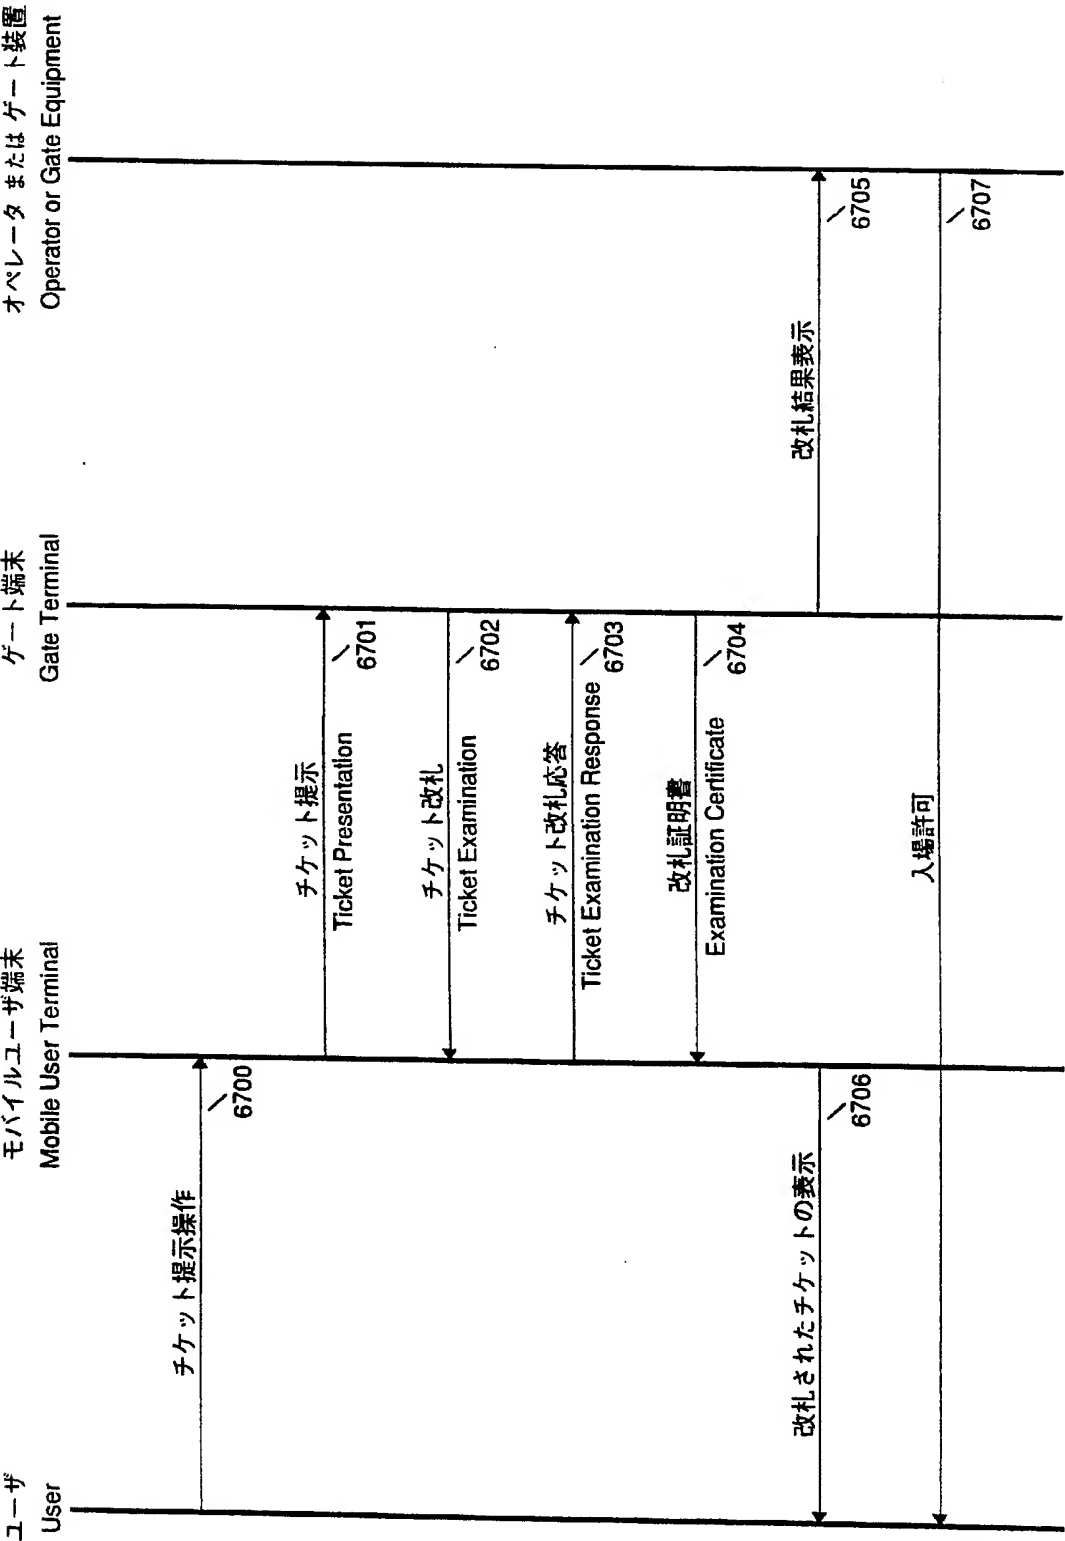 ユーザ
User
モバイルユーザ端末
Mobile User Terminal
ゲート端末
Gate Terminal
オペレータ または ゲート装置
Operator or Gate Equipment
チケット提示操作
6700
チケット提示
Ticket Presentation
6701
チケット改札
Ticket Examination
6702
チケット改札応答
Ticket Examination Response
6703
改札証明書
Examination Certificate
6704
改札結果表示
6705
改札されたチケットの表示
6706
入場許可
6707